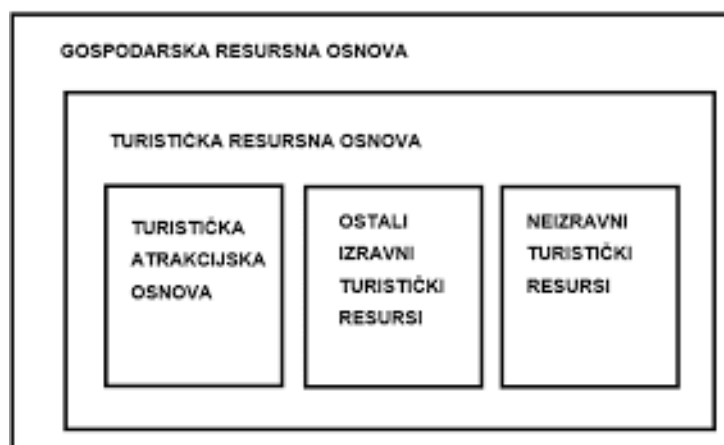 GOSPODARSKA RESURSNA OSNOVA
TURISTIČKA RESURSNA OSNOVA
TURISTIČKA
ATRAKCIJSKA
OSNOVA
OSTALI
IZRAVNI
TURISTIČKI
RESURSI
NEIZRAVNI
TURISTIČKI
RESURSI